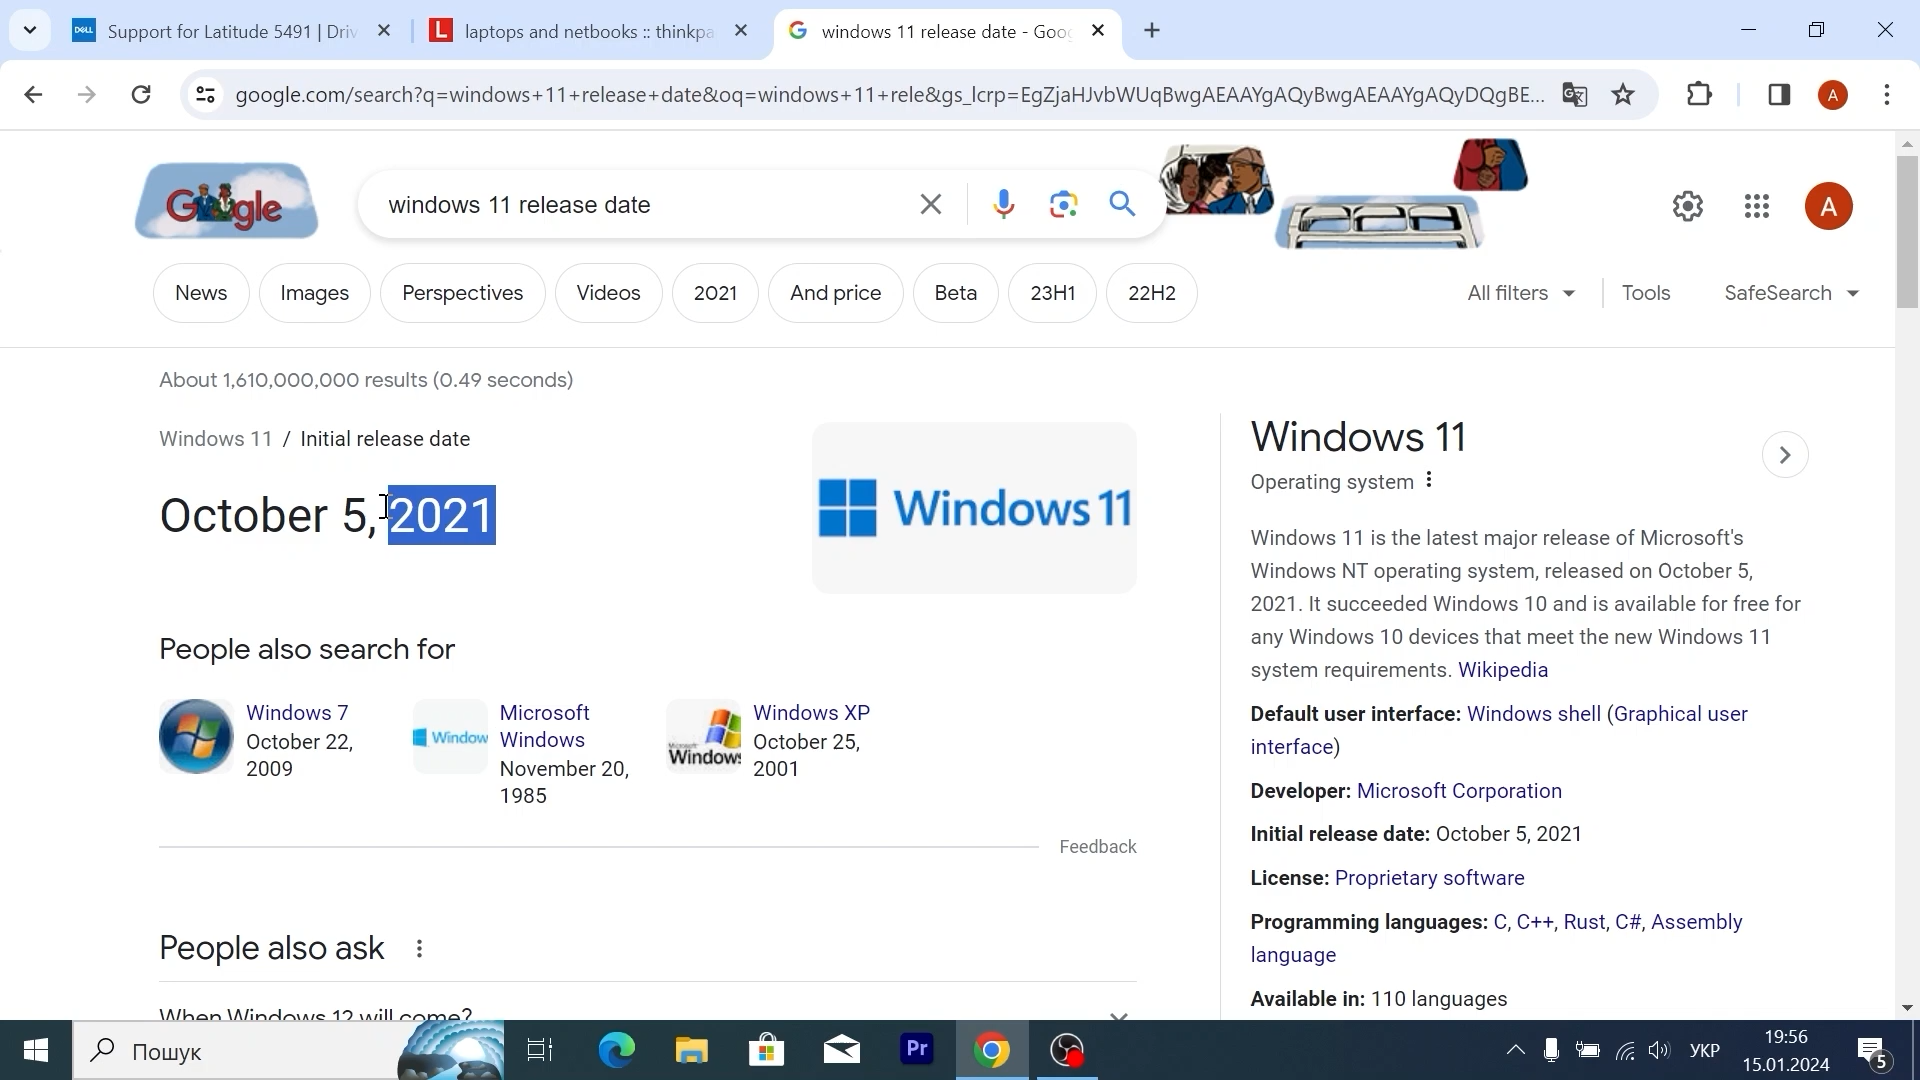 DELL
Support for Latitude 5491 | Driv
L
laptops and netbooks :: thinkpa
windows 11 release date - Goo
google.com/search?q=windows+11+release+date&oq=windows+11+rele&gs_lcrp=EgZjaHJvbWUqBwgAEAAYgAQyBwgAEAAYgAQyDQgBE...
A
Google
windows 11 release date
A
News
Images
Perspectives
Videos
2021
And price
Beta
23H1
22H2
All filters
Tools
SafeSearch
About 1,610,000,000 results (0.49 seconds)
Windows 11 / Initial release date
October 5, 2021
Windows 11
People also search for
Windows 7
October 22,
2009
Window
Microsoft
Windows
November 20,
1985
Microsoft
Windows
Windows XP
October 25,
2001
Feedback
People also ask
When Windows 12 will come?
Windows 11
Operating system
Windows 11 is the latest major release of Microsoft's
Windows NT operating system, released on October 5,
2021. It succeeded Windows 10 and is available for free for
any Windows 10 devices that meet the new Windows 11
system requirements. Wikipedia
Default user interface: Windows shell (Graphical user
interface)
Developer: Microsoft Corporation
Initial release date: October 5, 2021
License: Proprietary software
Programming languages: C, C++, Rust, C#, Assembly
language
Available in: 110 languages
Пошук
Pr
УКР
19:56
15.01.2024
5